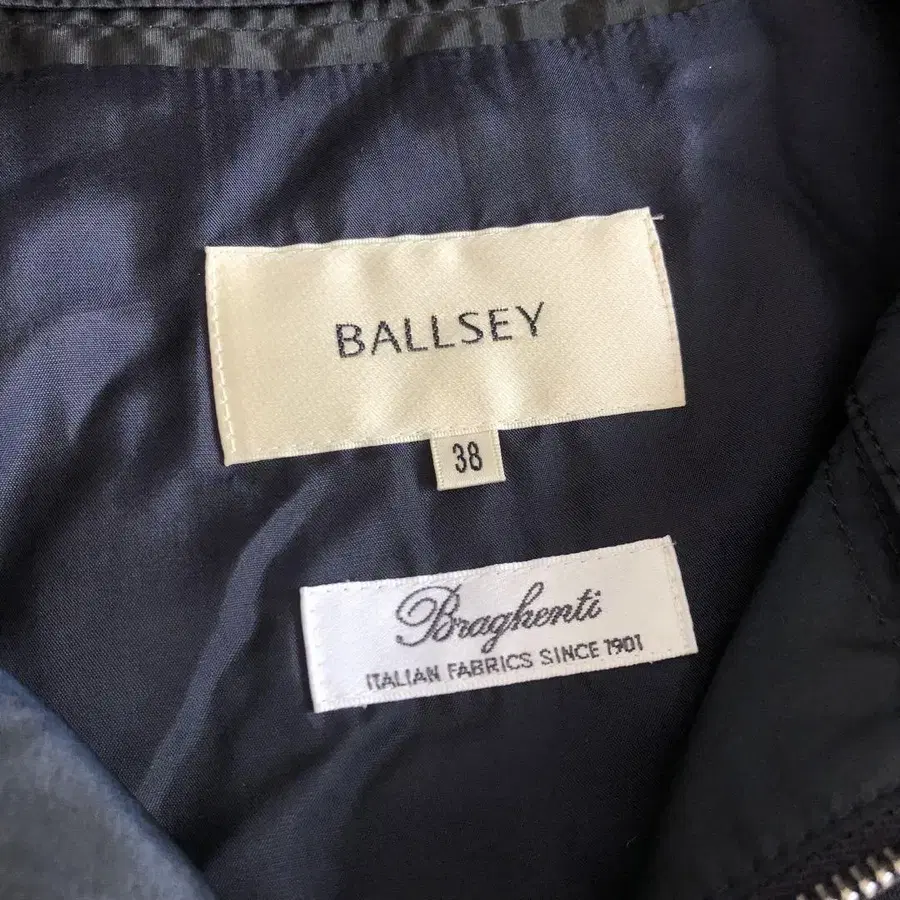 BALLSEY
38
Braghenti
ITALIAN FABRICS SINCE 1901